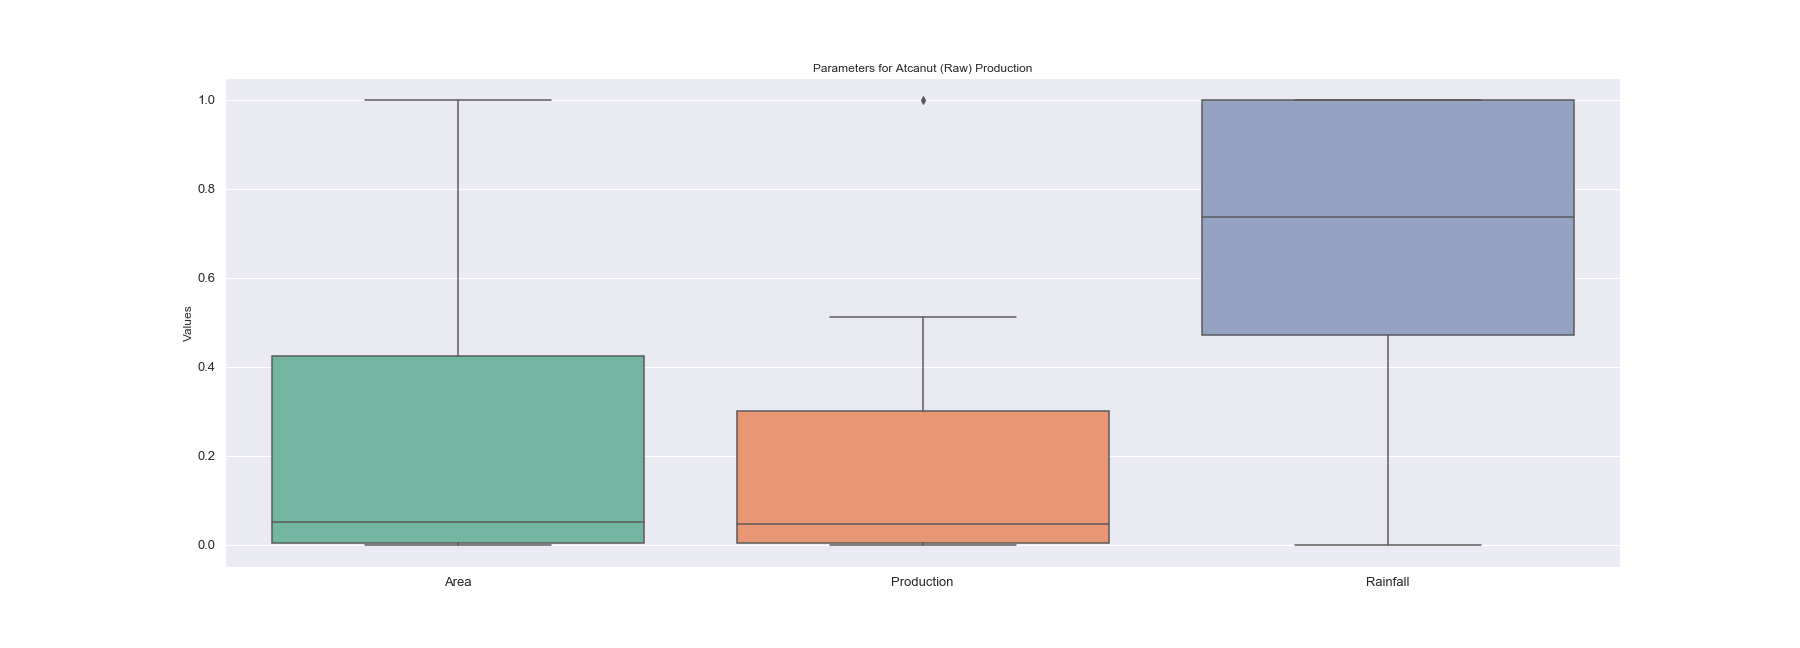 Parameters for Atcanut (Raw) Production
1.0
0.8
0.6
0.4
0.2
0.0
Values
Area
Production
Rainfall